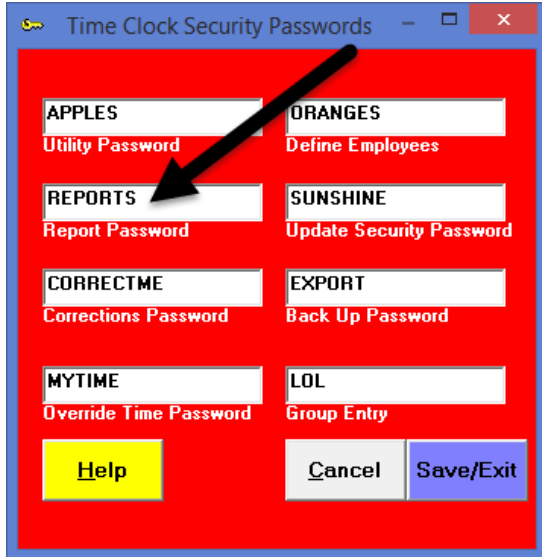 Time Clock Security Passwords
APPLES
ORANGES
Utility Password
Define Employees
REPORTS
SUNSHINE
Report Password
Update Security Password
CORRECTME
EXPORT
Corrections Password
Back Up Password
MYTIME
LOL
Override Time Password
Group Entry
Help
Cancel
Save/Exit